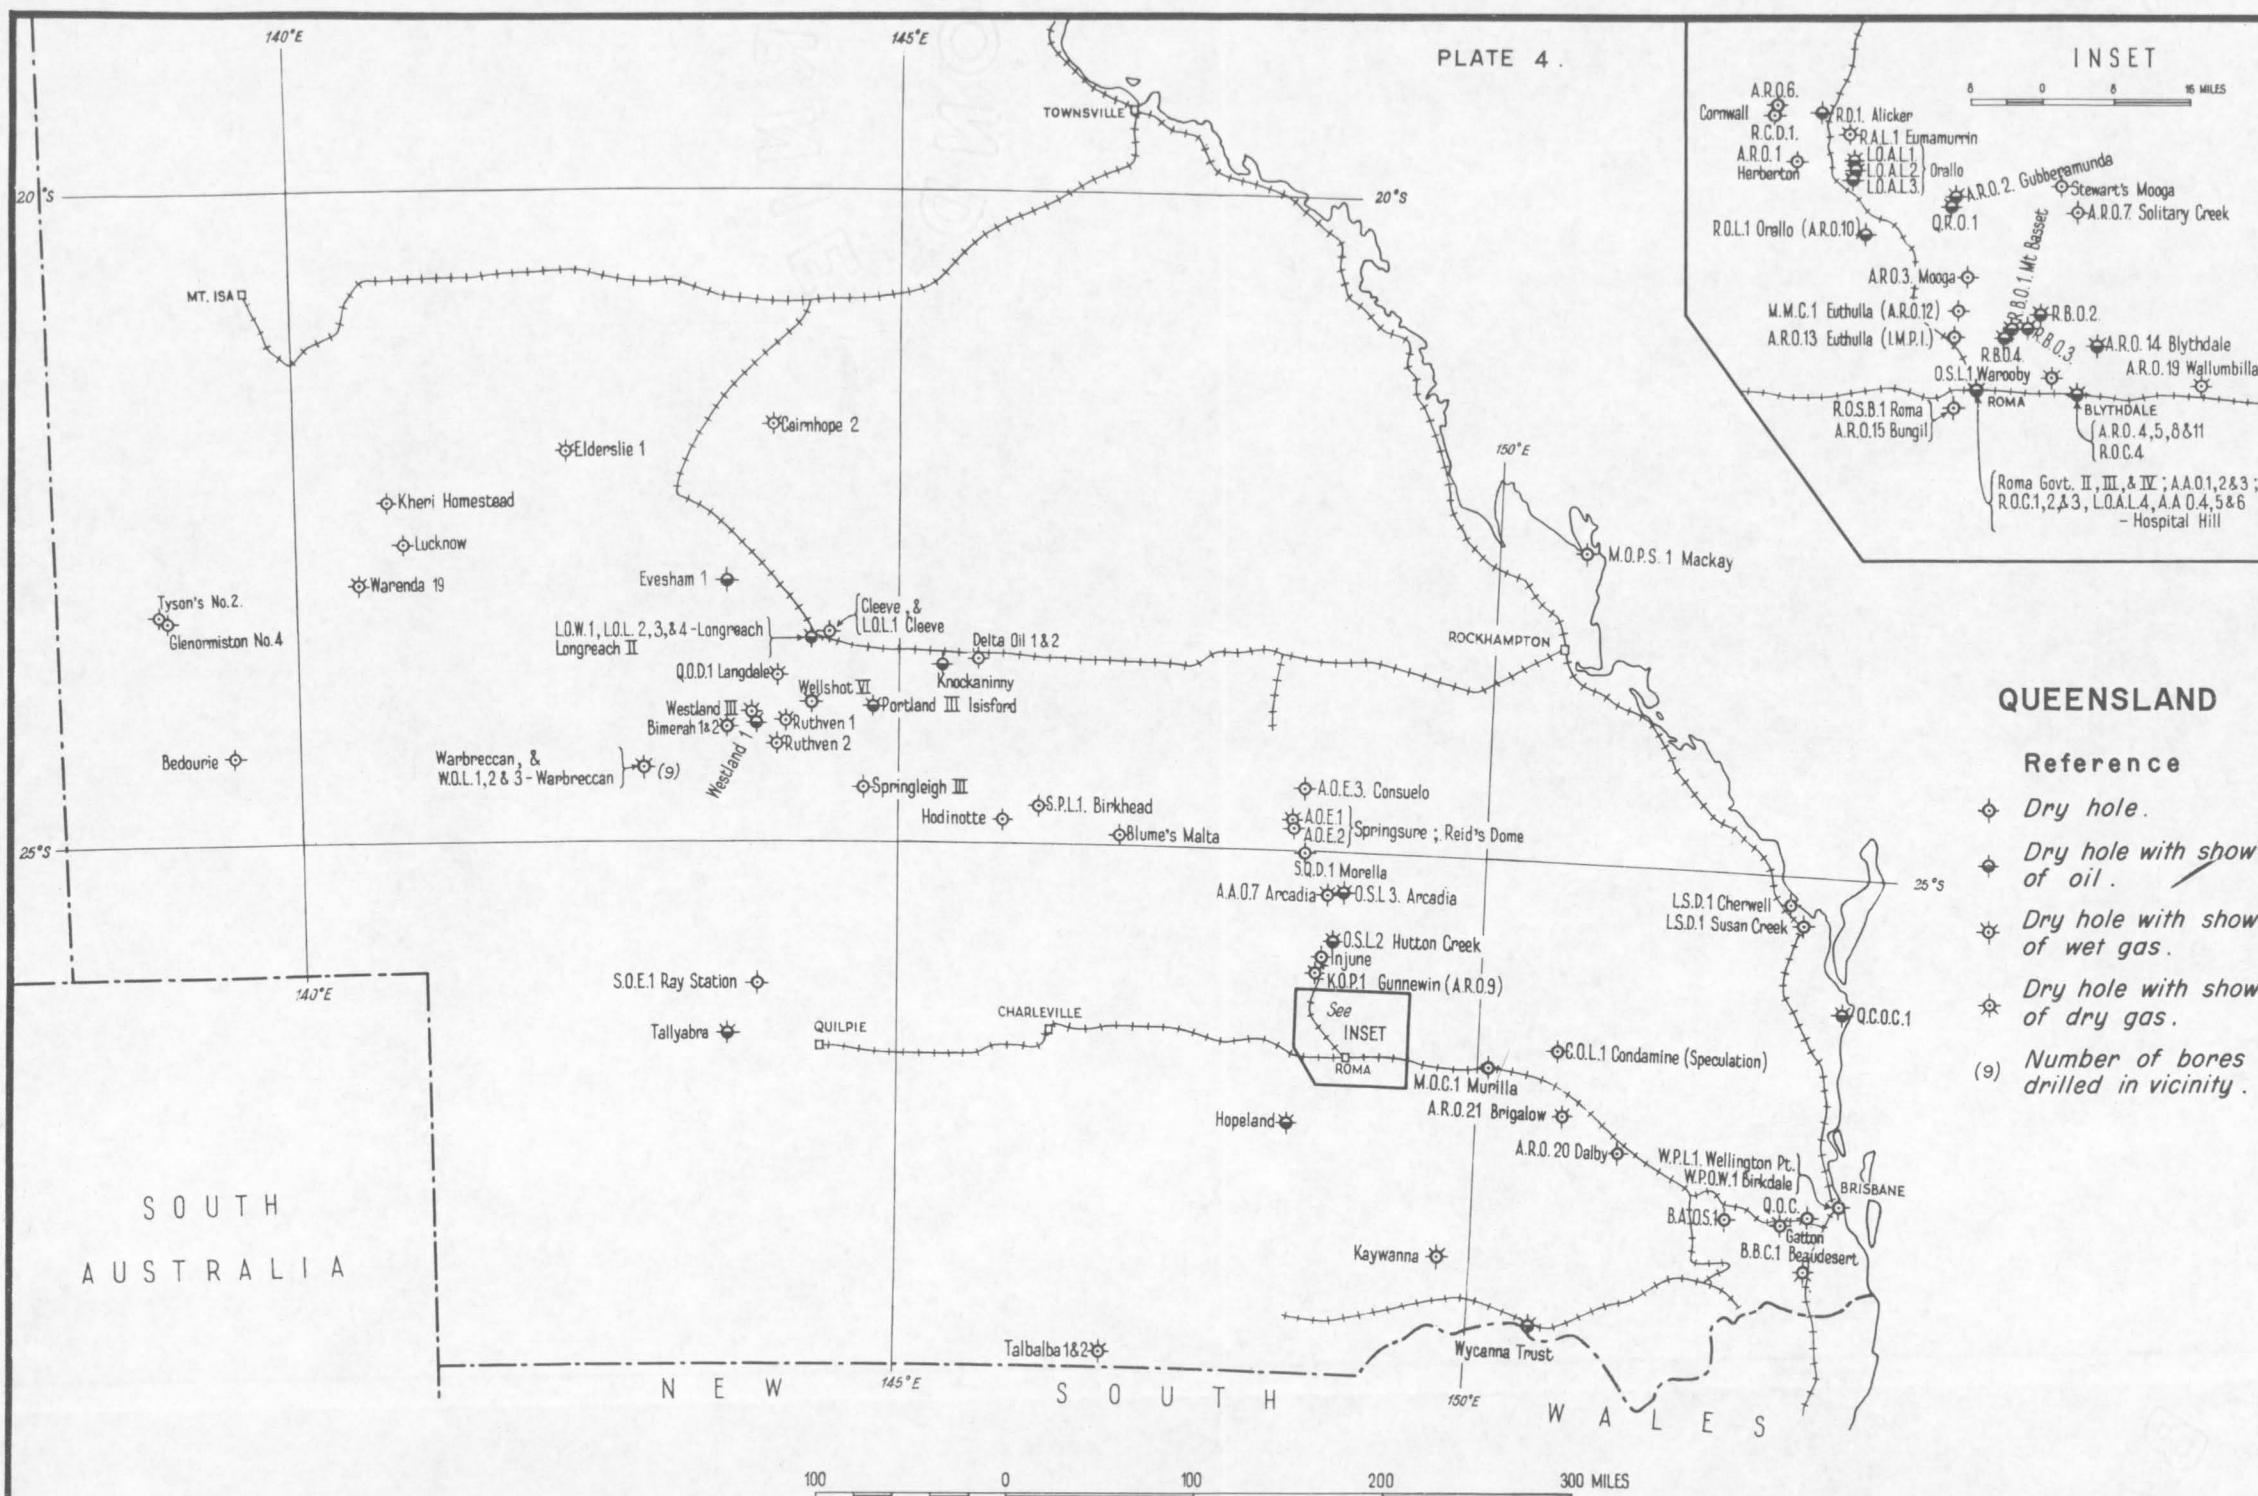 PLATE 4.
140°E
145°E
TOWNSVILLE
20°S
20°S
MT. ISA
Cairnhope 2
Elderslie 1
150°E
Kheri Homestead
Lucknow
M.O.P.S. 1 Mackay
Evesham 1
Warenda 19
Tyson's No.2.
Glenormiston No.4
Cleeve, &
L.O.L.1 Cleeve
L.O.W.1, L.O.L. 2,3,& 4-Longreach
Longreach II
Delta Oil 1&2
ROCKHAMPTON
Q.O.D.1 Langdale
Knockaninny
Wellshot VI
Westland III
Portland III Isisford
Bimerah 1&2
Ruthven 1
Ruthven 2
Westland 1
Bedourie
Warbreccan, &
W.O.L.1,2 & 3-Warbreccan
(9)
Springleigh III
A.O.E.3. Consuelo
S.P.L.1. Birkhead
Hodinotte
A.O.E.1
A.O.E.2
Springsure ; Reid's Dome
Blume's Malta
25°S
S.Q.D.1 Morella
25°S
A.A.O.7 Arcadia
O.S.L.3. Arcadia
L.S.D.1 Cherwell
L.S.D.1 Susan Creek
O.S.L.2 Hutton Creek
Injune
K.O.P.1 Gunnewin (A.R.O.9)
S.O.E.1 Ray Station
140°E
See
INSET
ROMA
Q.C.O.C.1
CHARLEVILLE
QUILPIE
Tallyabra
C.O.L.1 Condamine (Speculation)
M.O.C.1 Murilla
A.R.O.21 Brigalow
Hopeland
A.R.O. 20 Dalby
W.P.L.1. Wellington Pt.
W.P.O.W.1 Birkdale
BRISBANE
Q.O.C.
B.A.O.S.1
Gatton
B.B.C.1 Beaudesert
Kaywanna
SOUTH
AUSTRALIA
Talbalba 1&2
Wycanna Trust
145°E
150°E
NEW SOUTH WALES
100 0 100 200 300 MILES
INSET
8 0 8 16 MILES
A.R.O.6.
Cornwall
R.D.1. Alicker
R.C.D.1.
R.A.L.1 Eumamurrin
A.R.O.1
Herberton
L.O.A.L.1
L.O.A.L.2
L.O.A.L.3
Orallo
A.R.O.2. Gubberamunda
Stewart's Mooga
Q.R.O.1
A.R.O.7. Solitary Creek
R.O.L.1 Orallo (A.R.O.10)
A.R.O.3. Mooga
R.B.O.1. Mt Basset
M.M.C.1 Euthulla (A.R.O.12)
R.B.O.2.
A.R.O.13 Euthulla (I.M.P.I.)
R.B.O.3.
R.B.O.4.
A.R.O. 14 Blythdale
O.S.L.1 Warooby
A.R.O. 19 Wallumbilla
ROMA
R.O.S.B.1 Roma
A.R.O.15 Bungil
BLYTHDALE
A.R.O. 4,5,8&11
R.O.C.4
Roma Govt. II, III, & IV ; A.A.O.1,2&3 ;
R.O.C.1,2,&3, L.O.A.L.4, A.A.O.4,5&6
- Hospital Hill
QUEENSLAND
Reference
Dry hole.
Dry hole with show
of oil.
Dry hole with show
of wet gas.
Dry hole with show
of dry gas.
(9) Number of bores
drilled in vicinity.